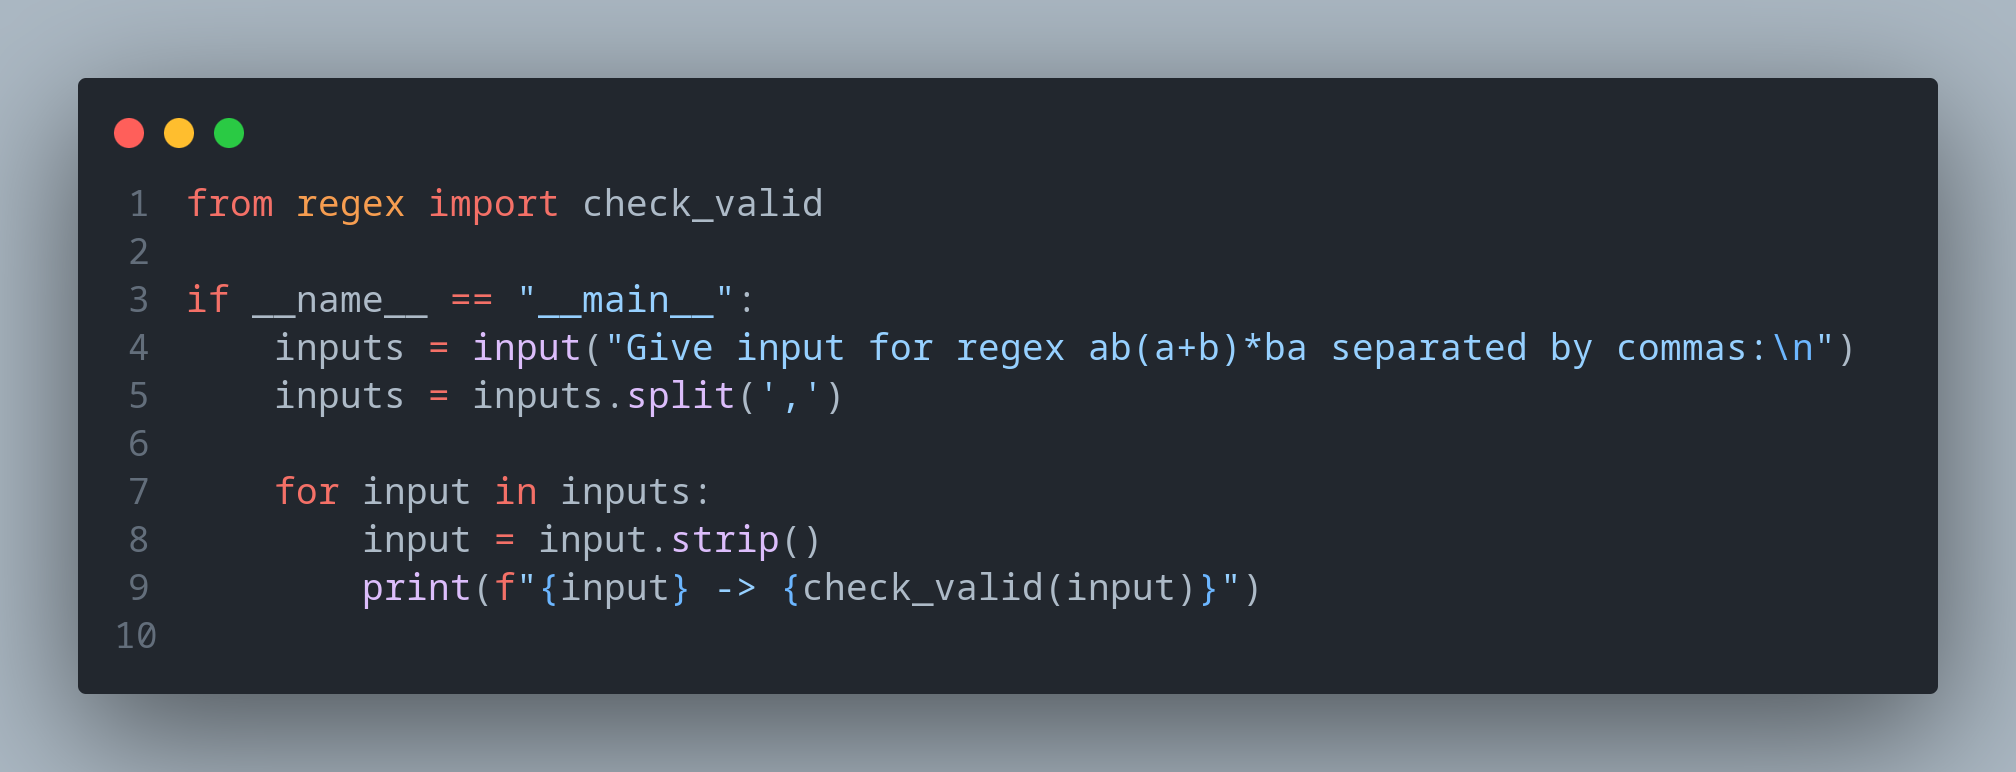 1 from regex import check_valid
2
3 if __name__ == "__main__":
4     inputs = input("Give input for regex ab(a+b)*ba separated by commas:\n")
5     inputs = inputs.split(',')
6
7     for input in inputs:
8         input = input.strip()
9         print(f"{input} -> {check_valid(input)}")
10